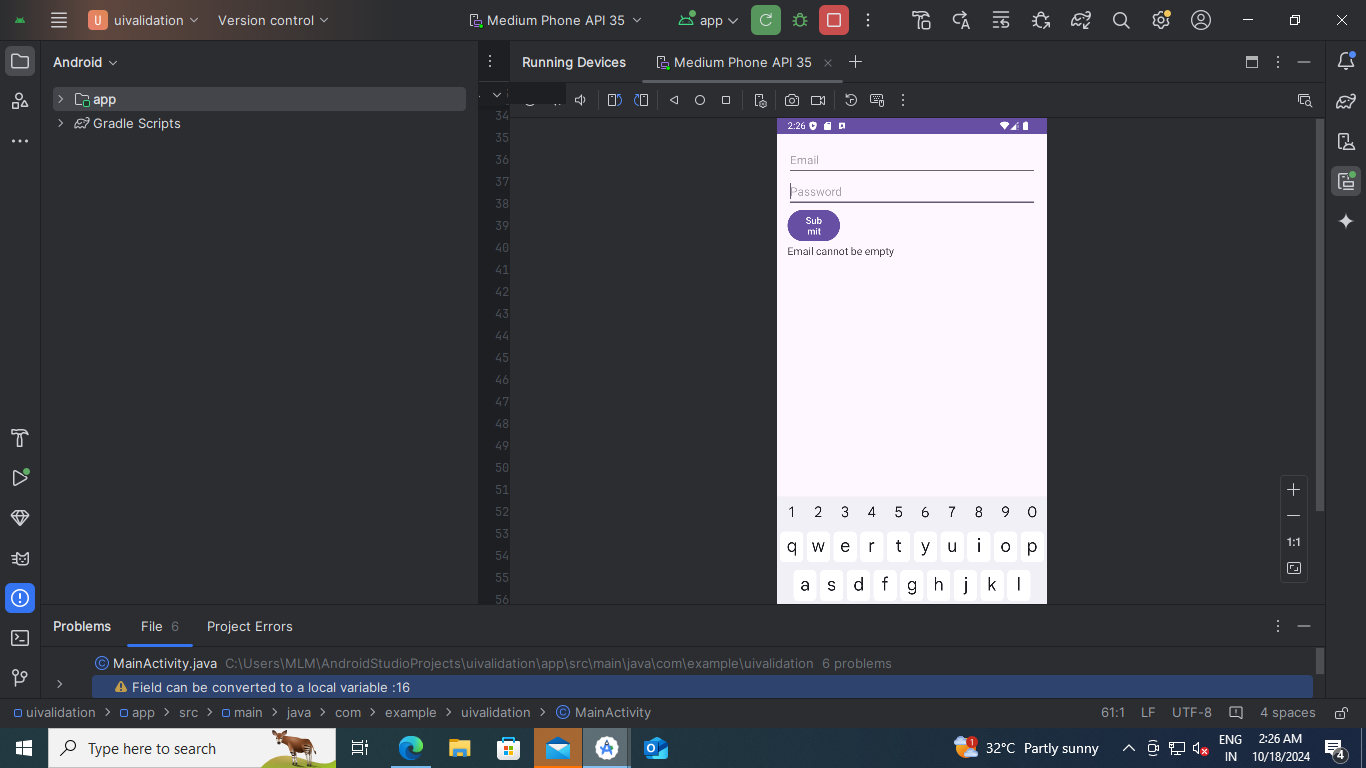 U uivalidation Version control Medium Phone API 35 app
Android Running Devices Medium Phone API 35
app
Gradle Scripts
34
35
36
37
38
39
40
41
42
43
44
45
46
47
48
49
50
51
52
53
54
55
56
2:26
Email
Password
Sub
mit
Email cannot be empty
1 2 3 4 5 6 7 8 9 0
q w e r t y u i o p
a s d f g h j k l
1:1
Problems File 6 Project Errors
MainActivity.java C:\Users\MLM\AndroidStudioProjects\uivalidation\app\src\main\java\com\example\uivalidation 6 problems
Field can be converted to a local variable :16
uivalidation > app > src > main > java > com > example > uivalidation > MainActivity 61:1 LF UTF-8 4 spaces
Type here to search 1 32°C Partly sunny ENG IN 2:26 AM 10/18/2024 4